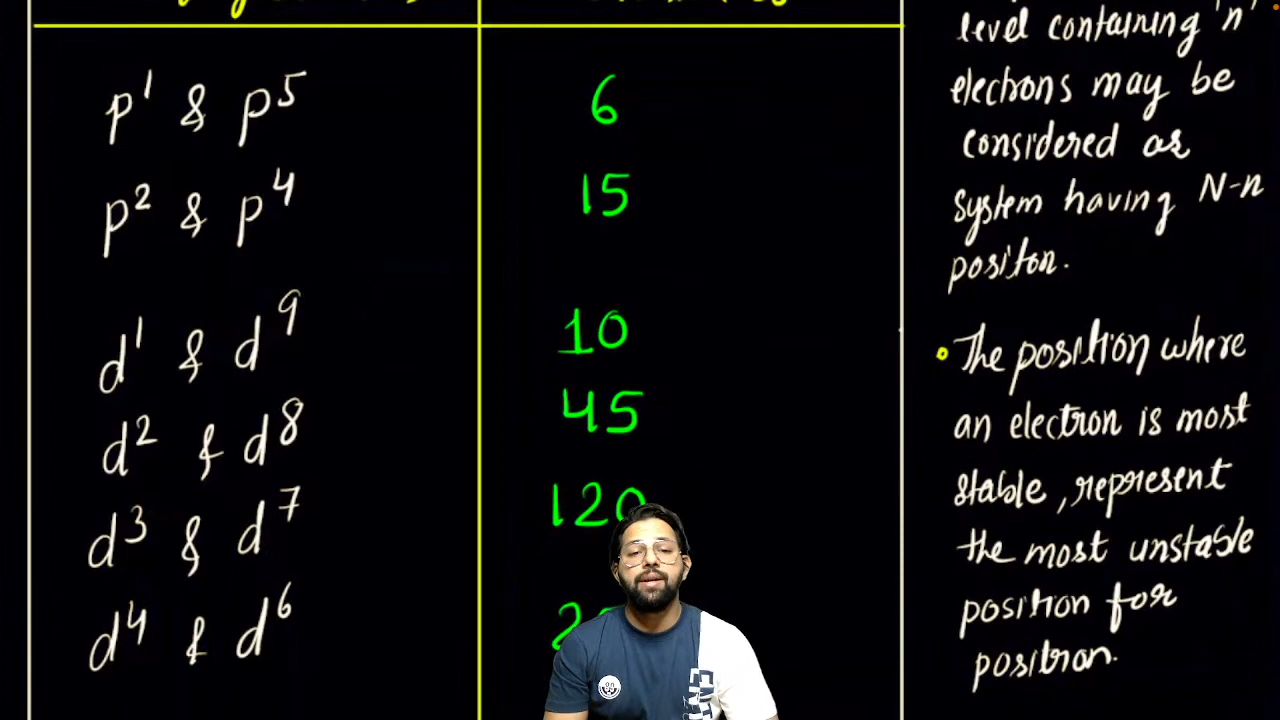 p¹ & p⁵ 6
p² & p⁴ 15
d¹ & d⁹ 10
d² & d⁸ 45
d³ & d⁷ 120
d⁴ & d⁶
level containing 'n'
electrons may be
considered as
system having N-n
positon.
• The position where
an electron is most
stable, represent
the most unstable
position for
positron.